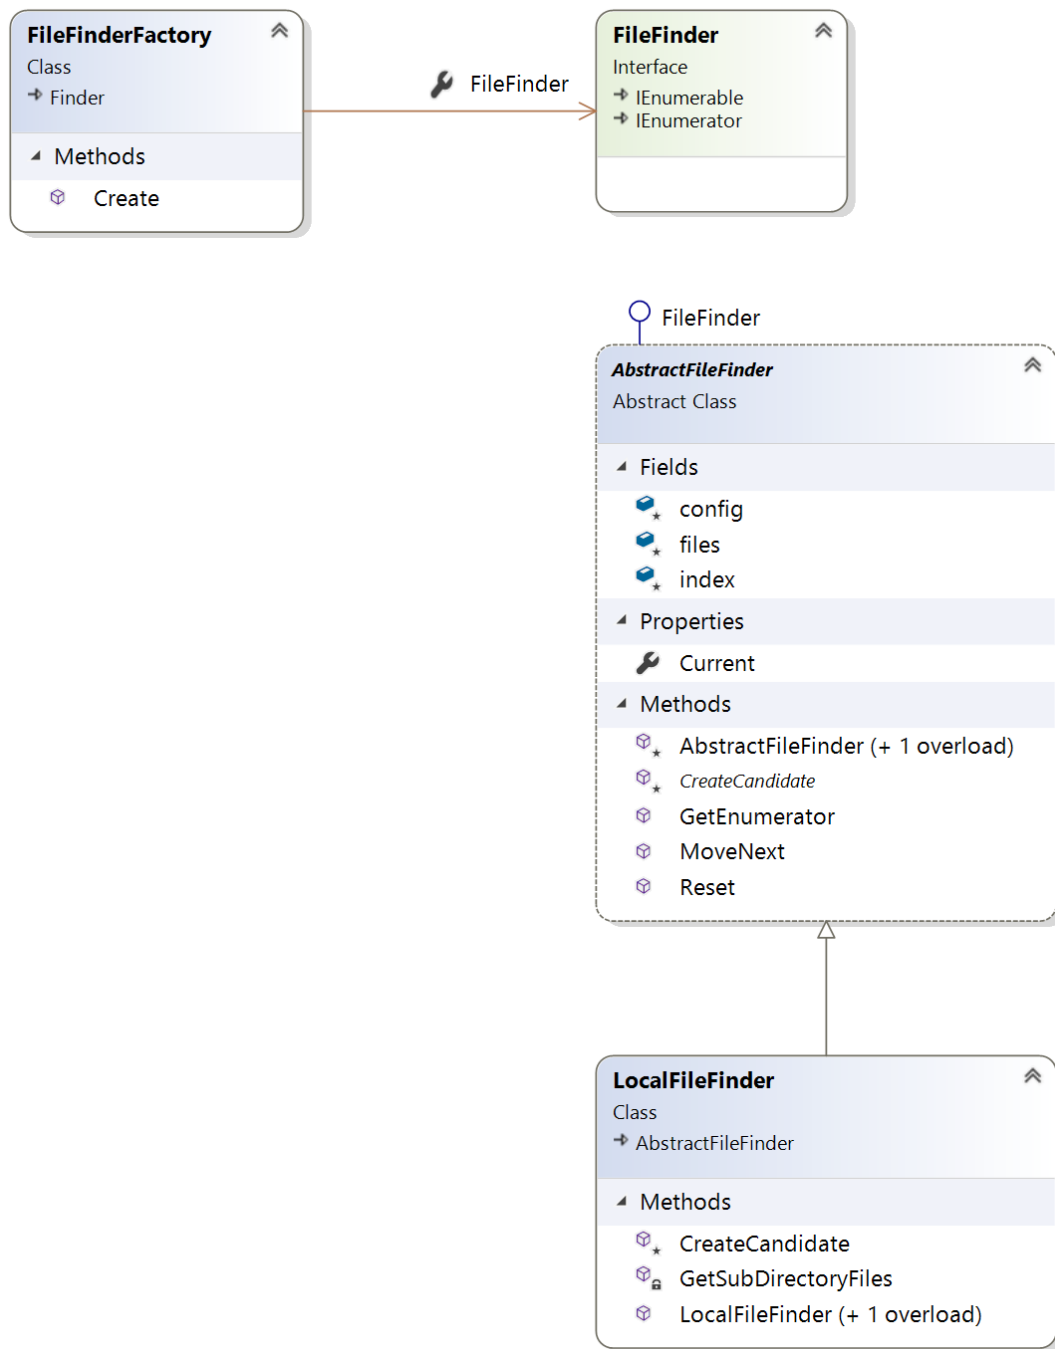 FileFinderFactory
Class
Finder
Methods
Create
FileFinder
FileFinder
Interface
IEnumerable
IEnumerator
FileFinder
AbstractFileFinder
Abstract Class
Fields
config
files
index
Properties
Current
Methods
AbstractFileFinder (+ 1 overload)
CreateCandidate
GetEnumerator
MoveNext
Reset
LocalFileFinder
Class
AbstractFileFinder
Methods
CreateCandidate
GetSubDirectoryFiles
LocalFileFinder (+ 1 overload)